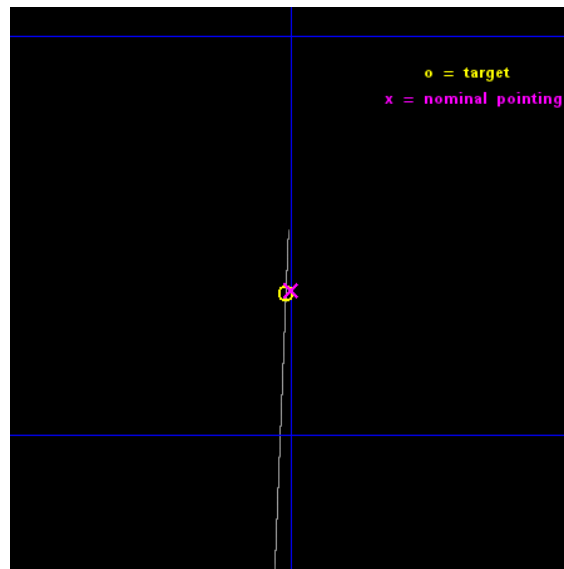 o = target
x = nominal pointing